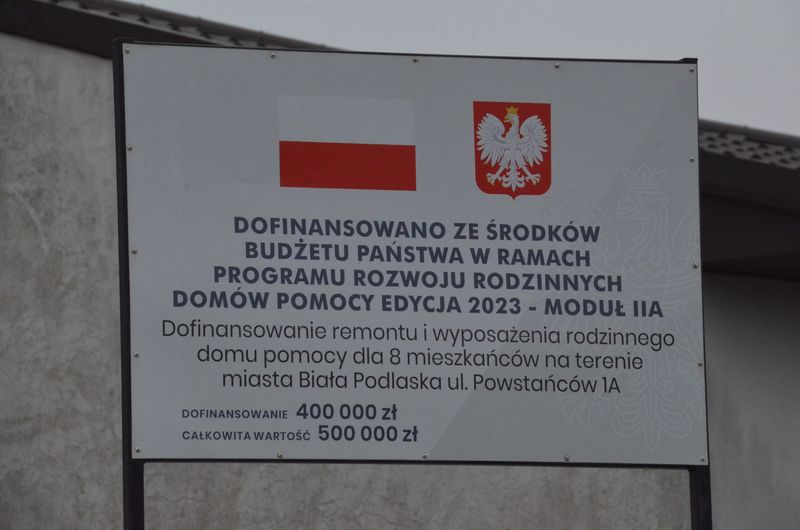 DOFINANSOWANO ZE ŚRODKÓW
BUDŻETU PAŃSTWA W RAMACH
PROGRAMU ROZWOJU RODZINNYCH
DOMÓW POMOCY EDYCJA 2023 - MODUŁ IIA
Dofinansowanie remontu i wyposażenia rodzinnego
domu pomocy dla 8 mieszkańców na terenie
miasta Biała Podlaska ul. Powstańców 1A
DOFINANSOWANIE 400 000 zł
CAŁKOWITA WARTOŚĆ 500 000 zł